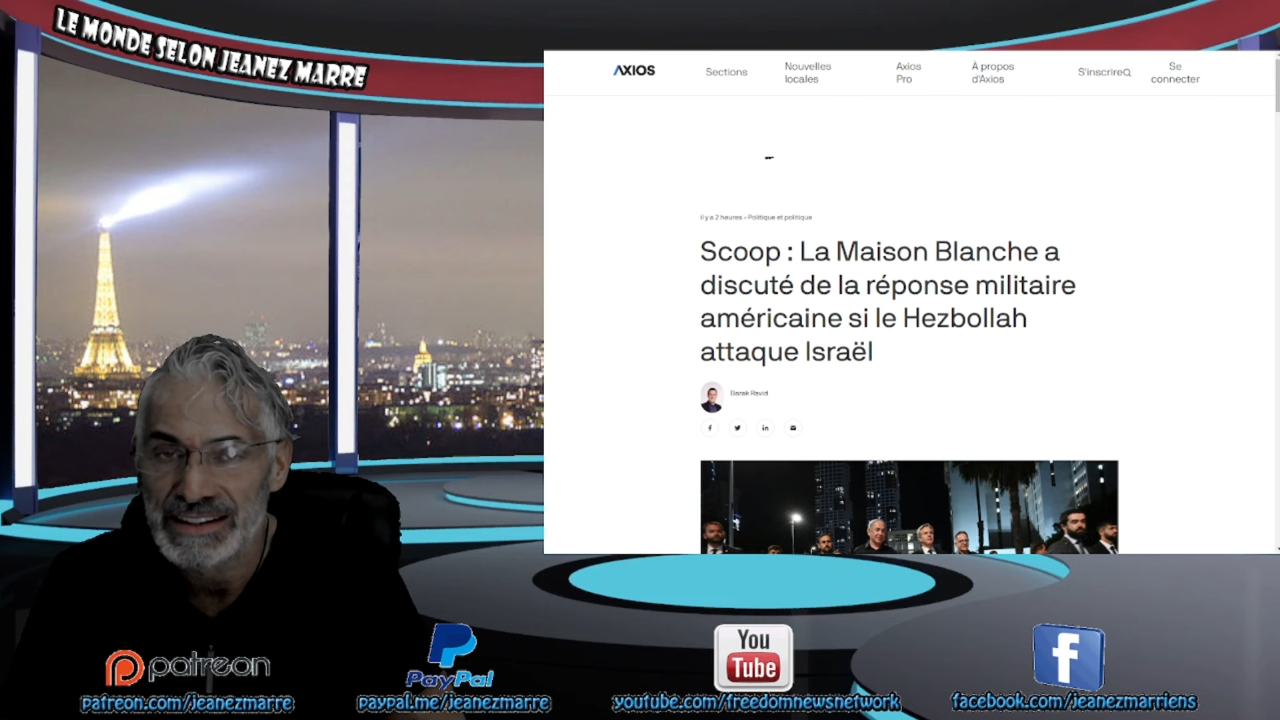 LE MONDE SELON JEANEZ MARRE
AXIOS
Sections
Nouvelles
locales
Axios
Pro
À propos
d'Axios
S'inscrire
Se
connecter
il y a 2 heures - Politique et politique
Scoop : La Maison Blanche a
discuté de la réponse militaire
américaine si le Hezbollah
attaque Israël
Barak Ravid
patreon
patreon.com/jeanezmarre
PayPal
paypal.me/jeanezmarre
You
Tube
youtube.com/freedomnewsnetwork
f
facebook.com/jeanezmarriens